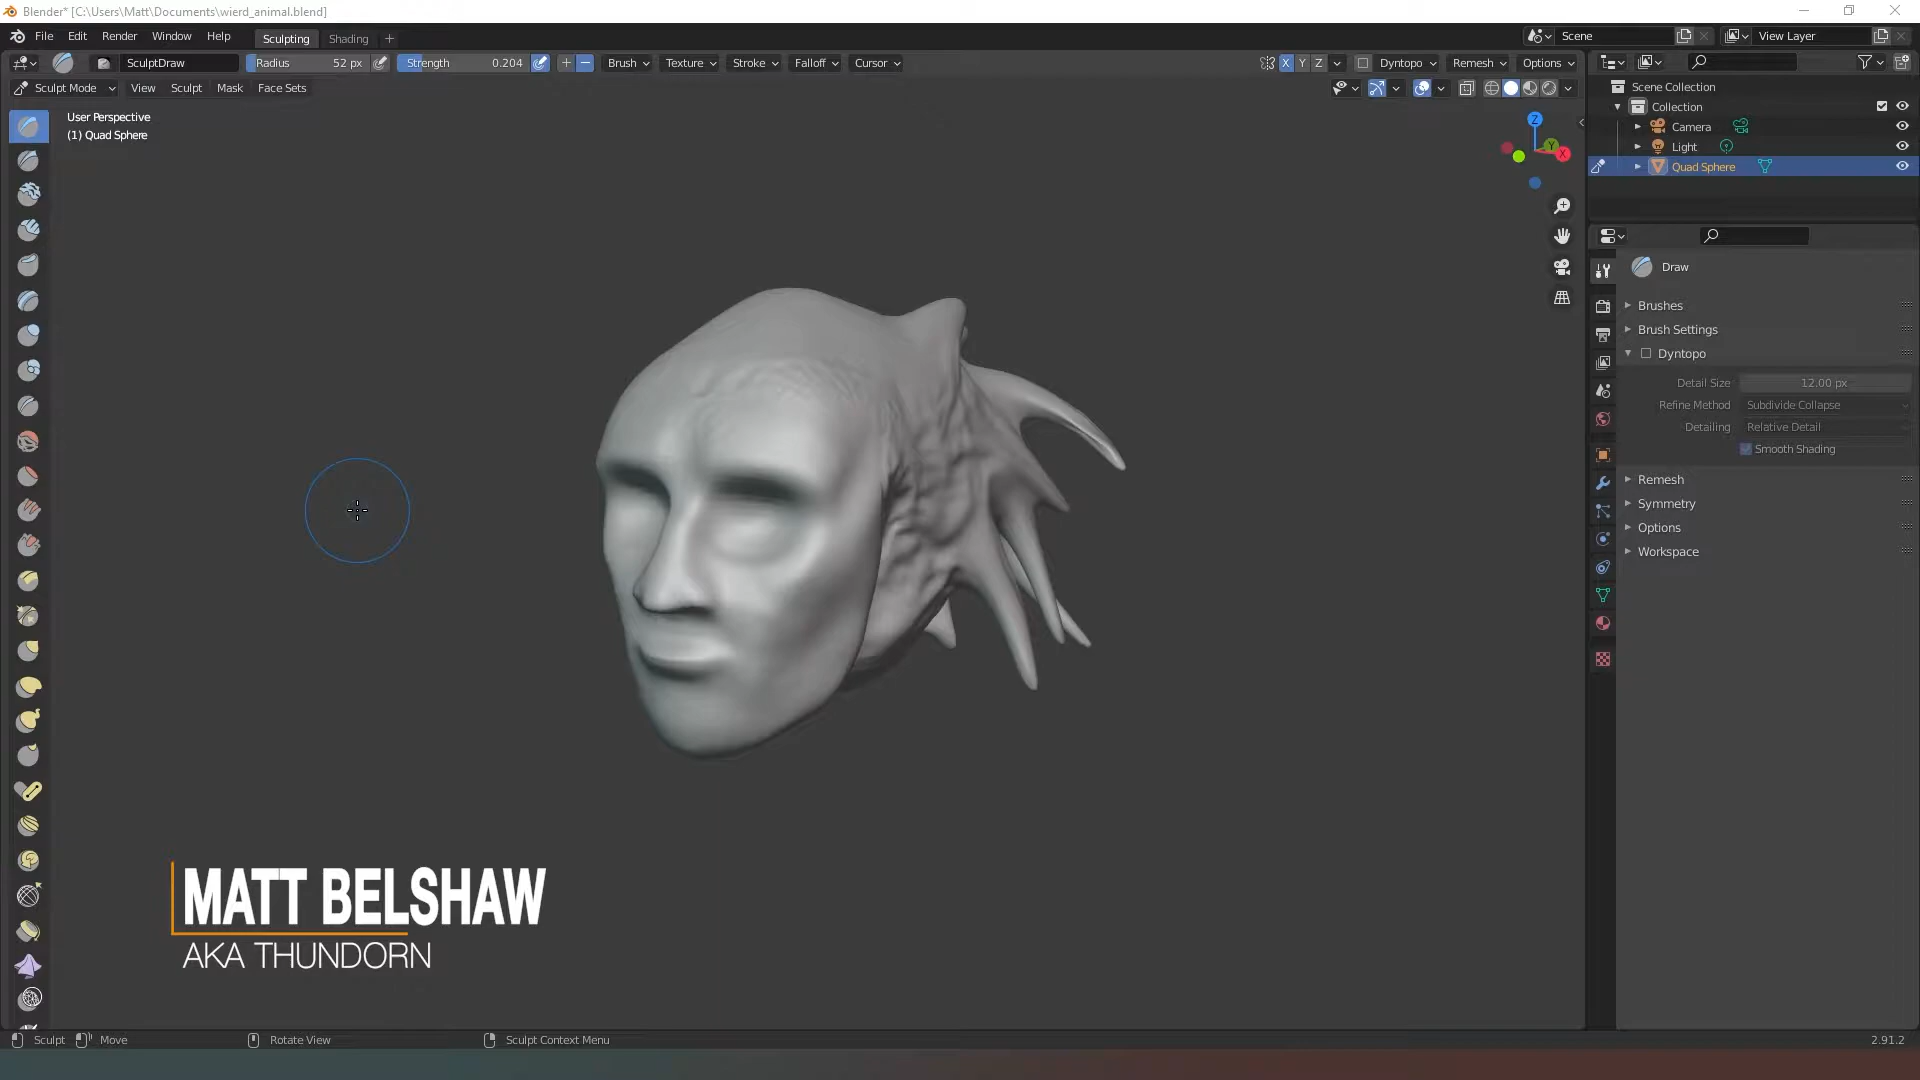 Blender* [C:\Users\Matt\Documents\wierd_animal.blend]
File Edit Render Window Help Sculpting Shading + Scene View Layer
SculptDraw Radius 52 px Strength 0.204 Brush Texture Stroke Falloff Cursor X Y Z Dyntopo Remesh Options
Sculpt Mode View Sculpt Mask Face Sets
User Perspective
(1) Quad Sphere
Z
Y
X
Scene Collection
Collection
Camera
Light
Quad Sphere
Draw
Brushes
Brush Settings
Dyntopo
Detail Size 12.00 px
Refine Method Subdivide Collapse
Detailing Relative Detail
Smooth Shading
Remesh
Symmetry
Options
Workspace
MATT BELSHAW
AKA THUNDORN
Sculpt Move Rotate View Sculpt Context Menu 2.91.2